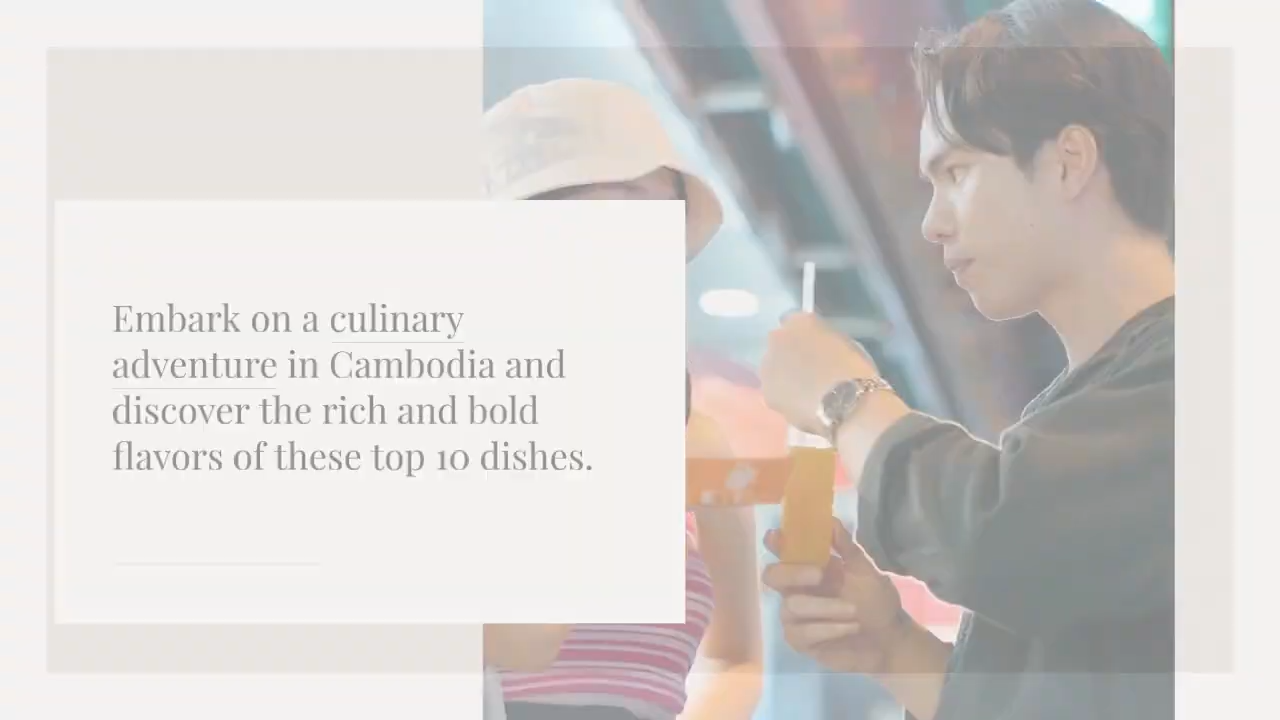 Embark on a culinary
adventure in Cambodia and
discover the rich and bold
flavors of these top 10 dishes.